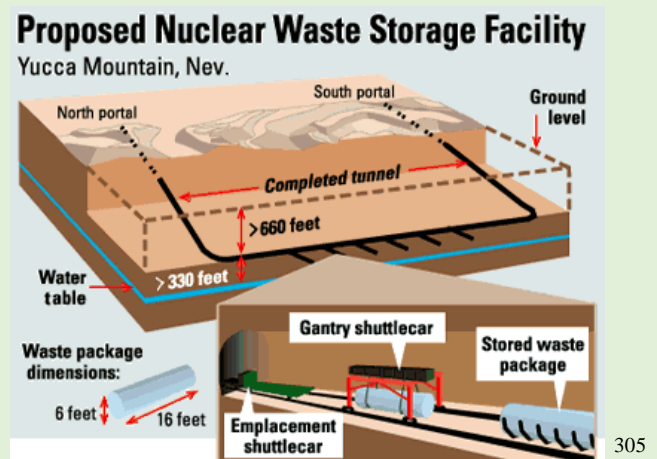 Proposed Nuclear Waste Storage Facility
Yucca Mountain, Nev.
North portal
South portal
Ground
level
Completed tunnel
>660 feet
>330 feet
Water
table
Waste package
dimensions:
6 feet
16 feet
Gantry shuttlecar
Stored waste
package
Emplacement
shuttlecar
305